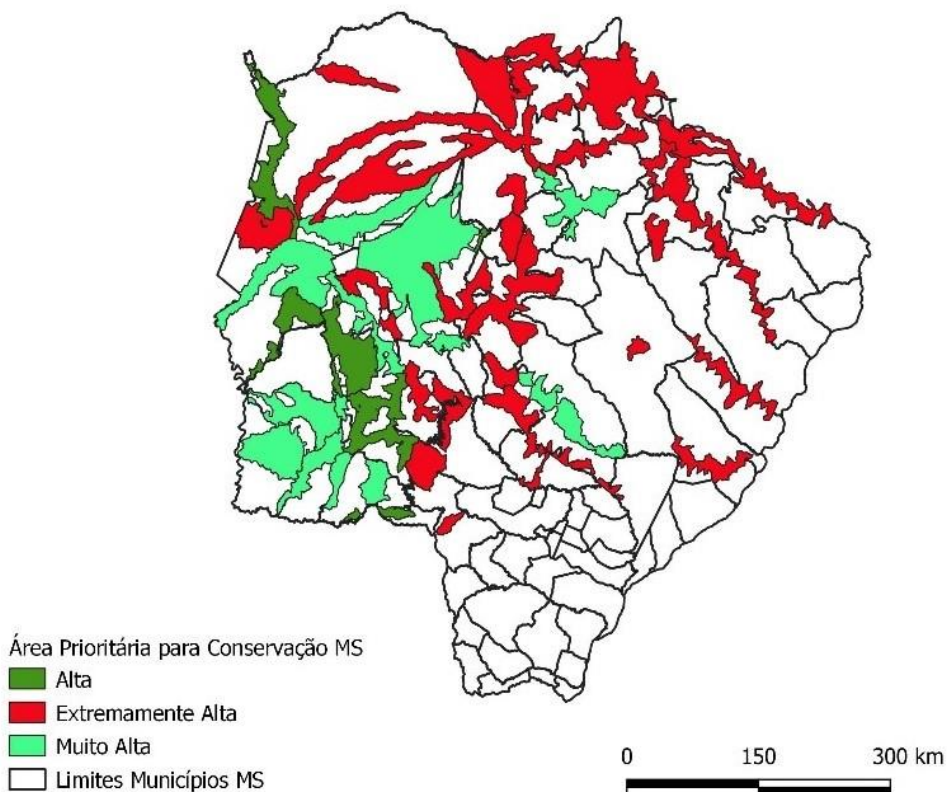 Área Prioritária para Conservação MS
Alta
Extremamente Alta
Muito Alta
Limites Municípios MS
0 150 300 km